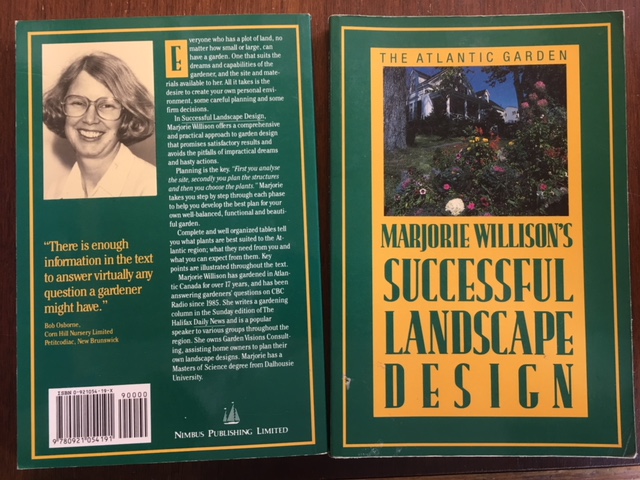 Everyone who has a plot of land, no
matter how small or large, can
have a garden. One that suits the
dreams and capabilities of the
gardener, and the site and mate-
rials available to her. All it takes is the
desire to create your own personal envi-
ronment, some careful planning and some
firm decisions.
In Successful Landscape Design,
Marjorie Willison offers a comprehensive
and practical approach to garden design
that promises satisfactory results and
avoids the pitfalls of impractical dreams
and hasty actions.
Planning is the key. "First you analyse
the site, secondly you plan the structures
and then you choose the plants." Marjorie
takes you step by step through each phase
to help you develop the best plan for your
own well-balanced, functional and beauti-
ful garden.
Complete and well organized tables tell
you what plants are best suited to the At-
lantic region; what they need from you and
what you can expect from them. Key
points are illustrated throughout the text.
Marjorie Willison has gardened in Atlan-
tic Canada for over 17 years, and has been
answering gardeners' questions on CBC
Radio since 1985. She writes a gardening
column in the Sunday edition of The
Halifax Daily News and is a popular
speaker to various groups throughout the
region. She owns Garden Visions Consult-
ing, assisting home owners to plan their
own landscape designs. Marjorie has a
Masters of Science degree from Dalhousie
University.
"There is enough
information in the text
to answer virtually any
question a gardener
might have."
Bob Osborne,
Corn Hill Nursery Limited
Petitcodiac, New Brunswick
ISBN 0-921054-19-X
90000
9 780921 054191
NIMBUS PUBLISHING LIMITED
THE ATLANTIC GARDEN
MARJORIE WILLISON'S
SUCCESSFUL
LANDSCAPE
DESIGN